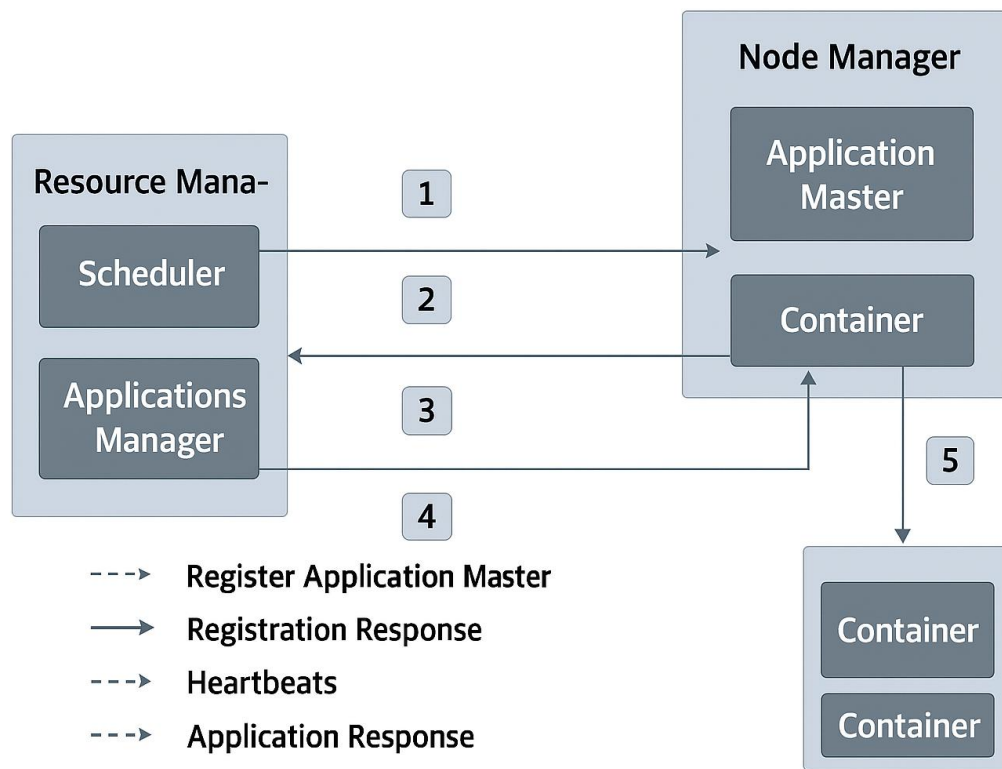 Node Manager
Application
Master
Container
Resource Mana-
Scheduler
Applications
Manager
1
2
3
4
5
Register Application Master
Registration Response
Heartbeats
Application Response
Container
Container